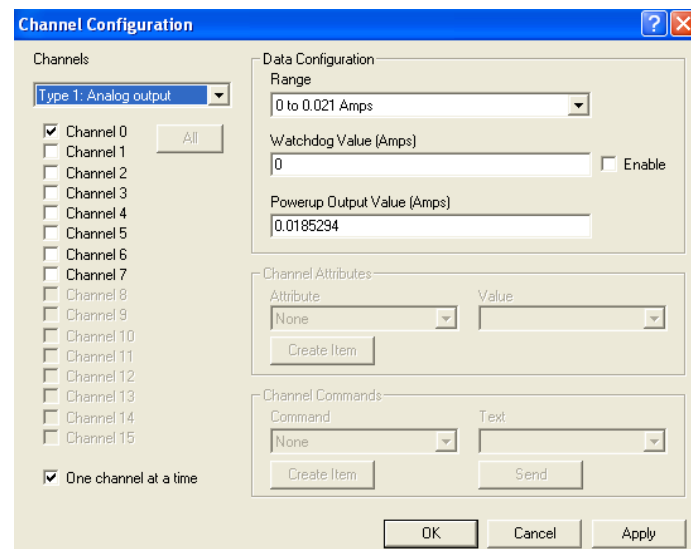 Channel Configuration
Channels
Type 1: Analog output
Channel 0
All
Channel 1
Channel 2
Channel 3
Channel 4
Channel 5
Channel 6
Channel 7
Channel 8
Channel 9
Channel 10
Channel 11
Channel 12
Channel 13
Channel 14
Channel 15
One channel at a time
Data Configuration
Range
0 to 0.021 Amps
Watchdog Value (Amps)
0
Enable
Powerup Output Value (Amps)
0.0185294
Channel Attributes
Attribute Value
None
Create Item
Channel Commands
Command Text
None
Create Item Send
OK Cancel Apply